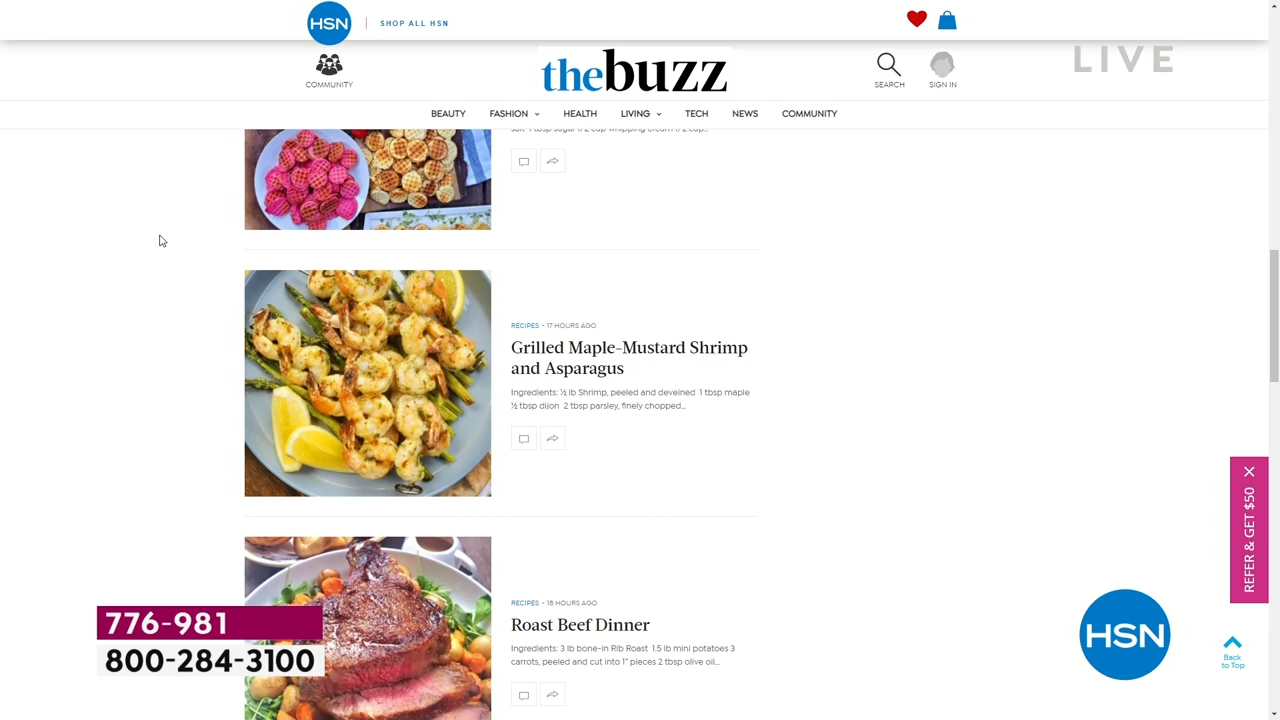 HSN
SHOP ALL HSN
LIVE
COMMUNITY
thebuzz
SEARCH
SIGN IN
BEAUTY FASHION HEALTH LIVING TECH NEWS COMMUNITY
RECIPES - 17 HOURS AGO
Grilled Maple-Mustard Shrimp
and Asparagus
Ingredients: ½ lb Shrimp, peeled and deveined 1 tbsp maple
½ tbsp dijon 2 tbsp parsley, finely chopped...
REFER & GET $50
RECIPES - 18 HOURS AGO
Roast Beef Dinner
Ingredients: 3 lb bone-in Rib Roast 1.5 lb mini potatoes 3
carrots, peeled and cut into 1" pieces 2 tbsp olive oil...
776-981
800-284-3100
HSN
Back
to Top